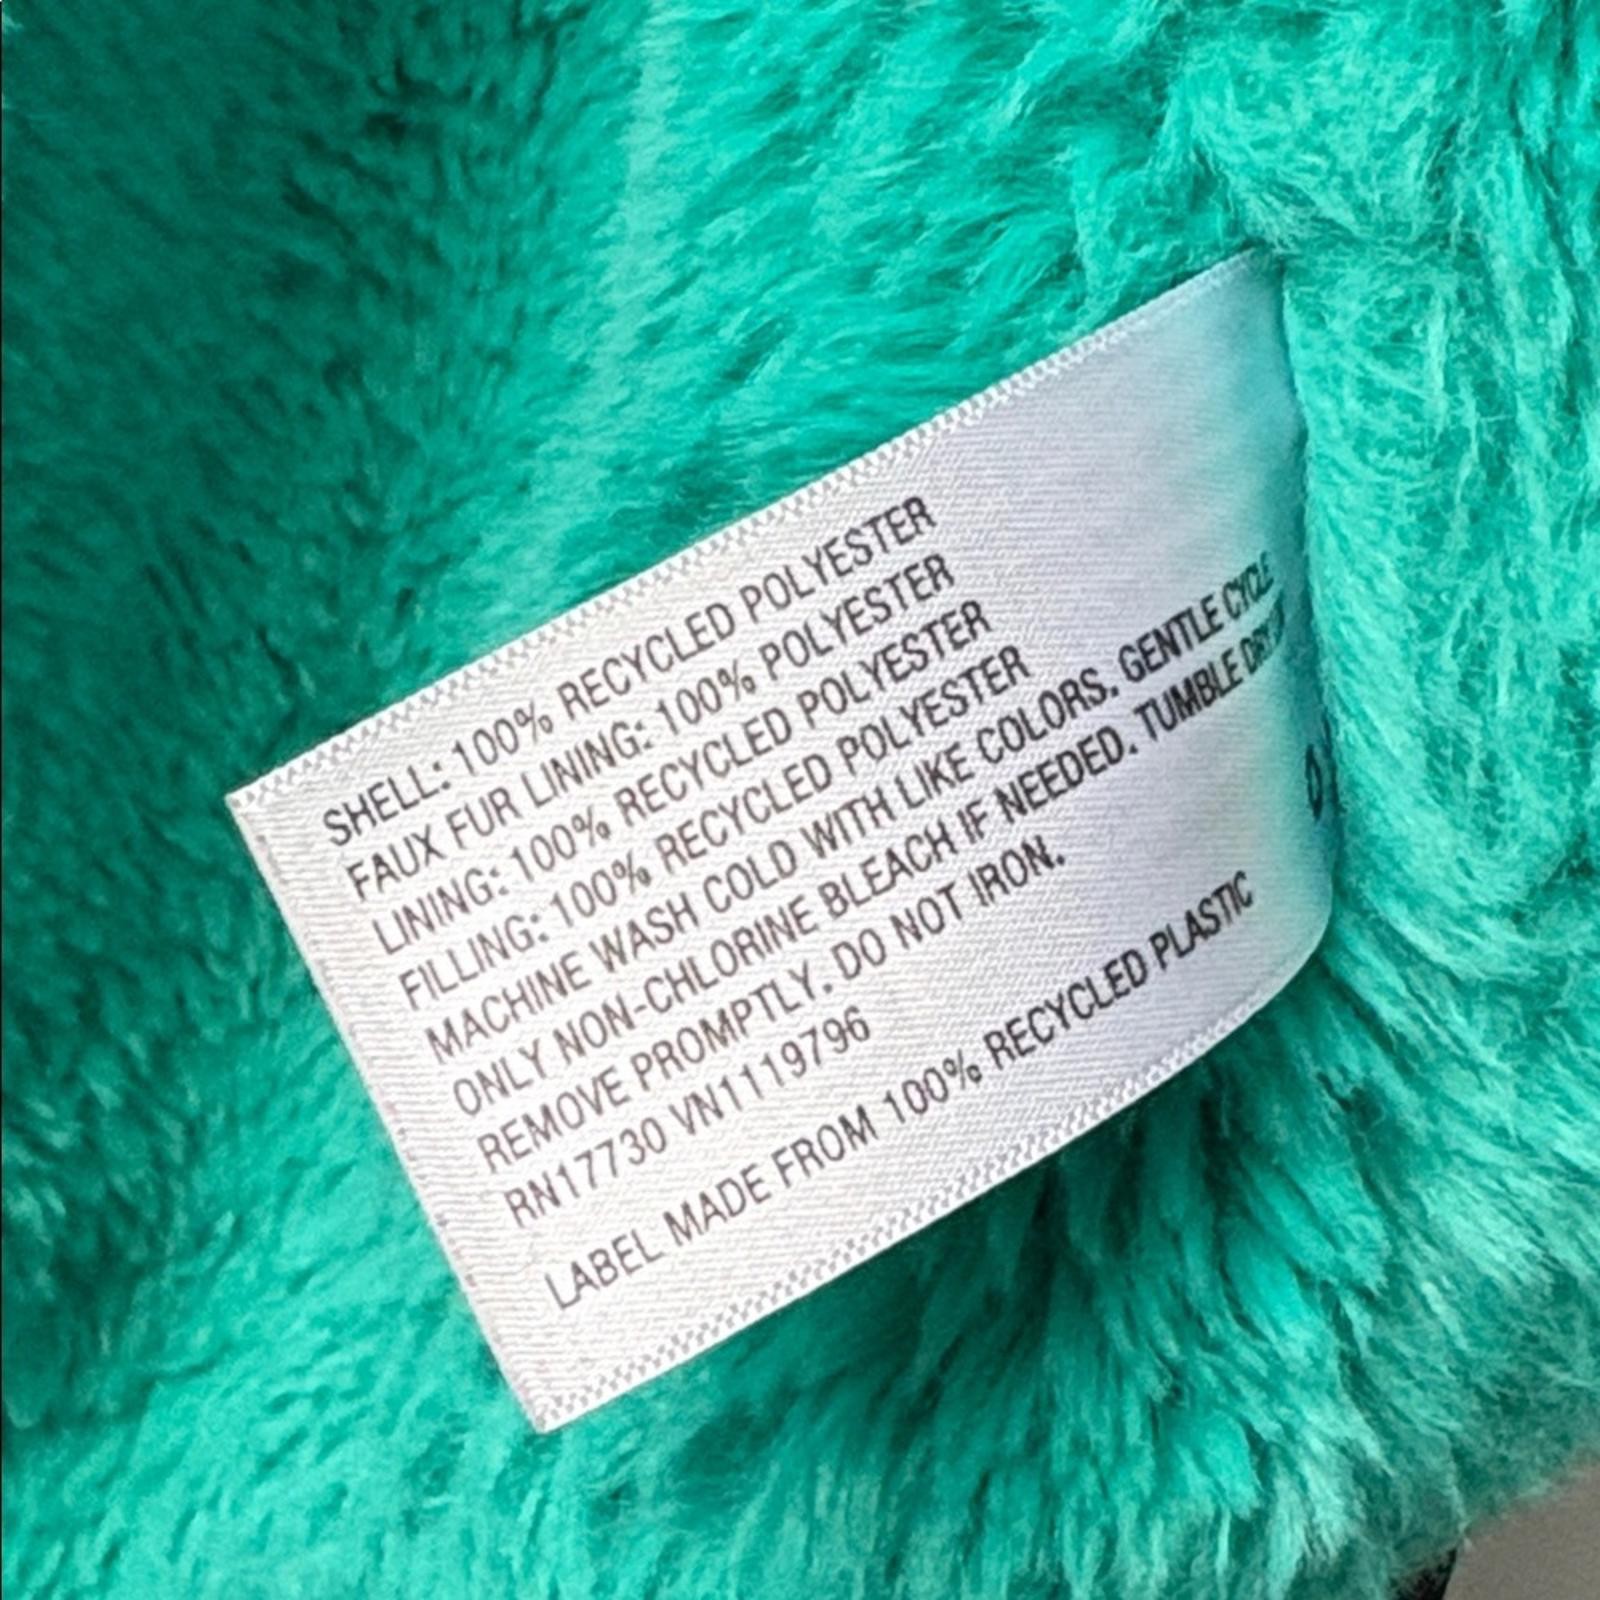 SHELL: 100% RECYCLED POLYESTER
FAUX FUR LINING: 100% POLYESTER
LINING: 100% RECYCLED POLYESTER
FILLING: 100% RECYCLED POLYESTER
MACHINE WASH COLD WITH LIKE COLORS. GENTLE CYCLE
ONLY NON-CHLORINE BLEACH IF NEEDED. TUMBLE DRY
REMOVE PROMPTLY. DO NOT IRON.
RN17730 VN1119796
LABEL MADE FROM 100% RECYCLED PLASTIC